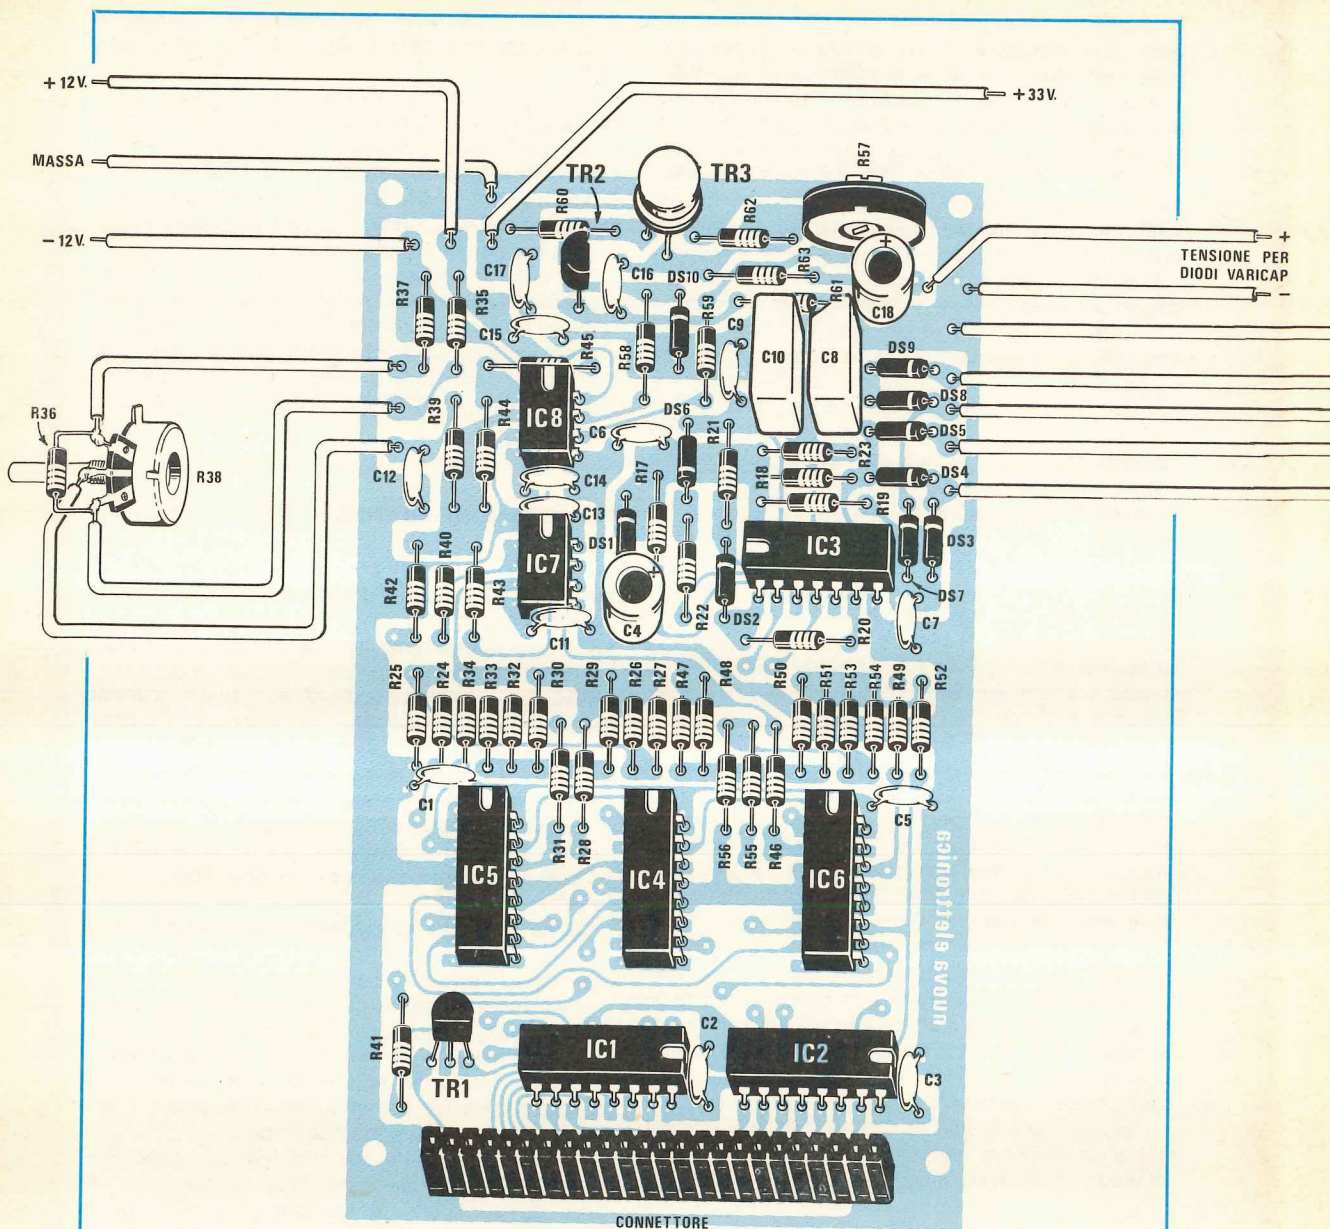 +12V.
+33V.
MASSA
R57
TR2
TR3
R60
R62
-12V.
+
TENSIONE PER
DIODI VARICAP
-
C17
C16
DS10
R63
R37
R35
R59
R61
C18
C15
R58
C9
C10
C8
R45
DS9
R36
R39
R44
IC8
C6
DS6
R21
DS8
DS5
R38
C12
C14
R17
R18
R23
DS4
C13
R19
DS1
IC7
IC3
DS3
R42
R40
R43
R22
DS2
DS7
C11
C4
R20
C7
R25
R24
R34
R33
R32
R30
R29
R26
R27
R47
R48
R50
R51
R53
R54
R49
R52
C1
C5
R31
R28
R56
R55
R46
IC5
IC4
IC6
nuova elettronica
R41
TR1
IC1
C2
IC2
C3
CONNETTORE